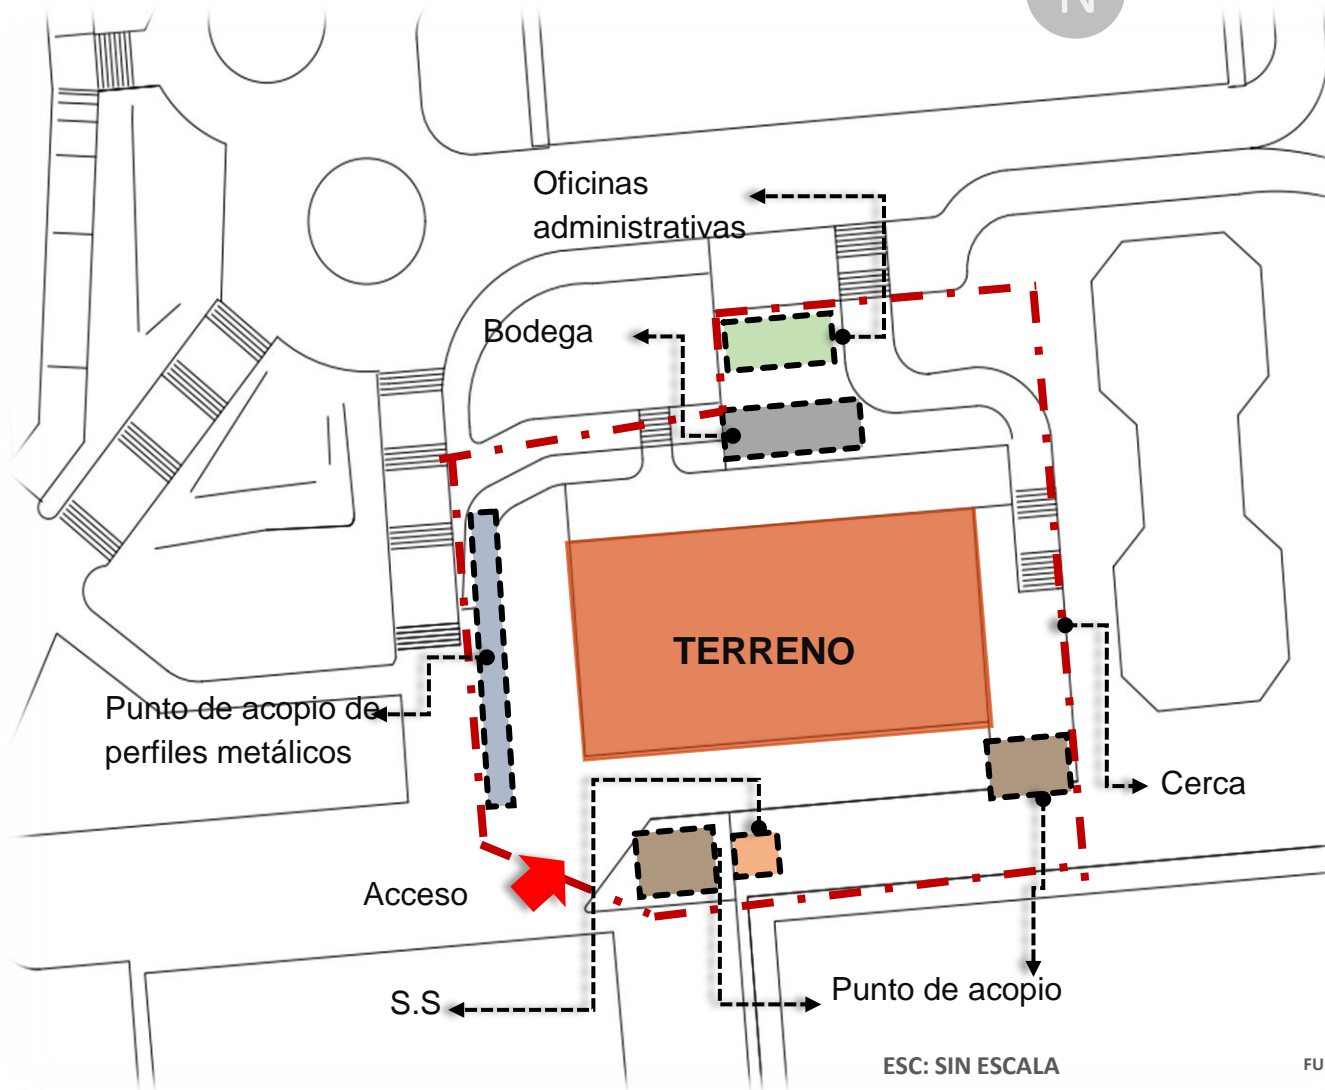 N
Oficinas
administrativas
Bodega
TERRENO
Punto de acopio de
perfiles metálicos
Cerca
Acceso
Punto de acopio
S.S
ESC: SIN ESCALA
FU